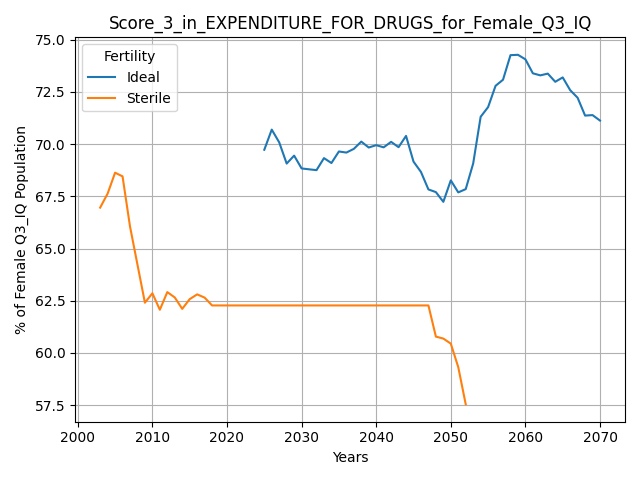 Score_3_in_EXPENDITURE_FOR_DRUGS_for_Female_Q3_IQ
Fertility
Ideal
Sterile
% of Female Q3_IQ Population
75.0
72.5
70.0
67.5
65.0
62.5
60.0
57.5
2000 2010 2020 2030 2040 2050 2060 2070
Years